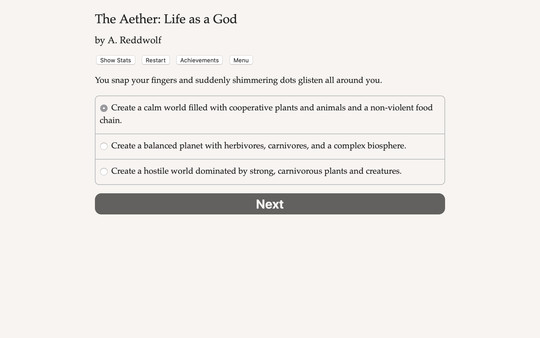 The Aether: Life as a God
by A. Reddwolf
Show Stats Restart Achievements Menu
You snap your fingers and suddenly shimmering dots glisten all around you.
Create a calm world filled with cooperative plants and animals and a non-violent food
chain.
Create a balanced planet with herbivores, carnivores, and a complex biosphere.
Create a hostile world dominated by strong, carnivorous plants and creatures.
Next